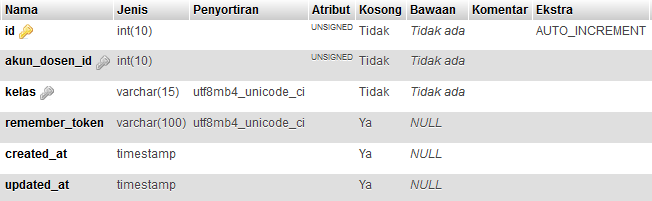 Nama Jenis Penyortiran Atribut Kosong Bawaan Komentar Ekstra
id int(10) UNSIGNED Tidak Tidak ada AUTO_INCREMENT
akun_dosen_id int(10) UNSIGNED Tidak Tidak ada
kelas varchar(15) utf8mb4_unicode_ci Tidak Tidak ada
remember_token varchar(100) utf8mb4_unicode_ci Ya NULL
created_at timestamp Ya NULL
updated_at timestamp Ya NULL